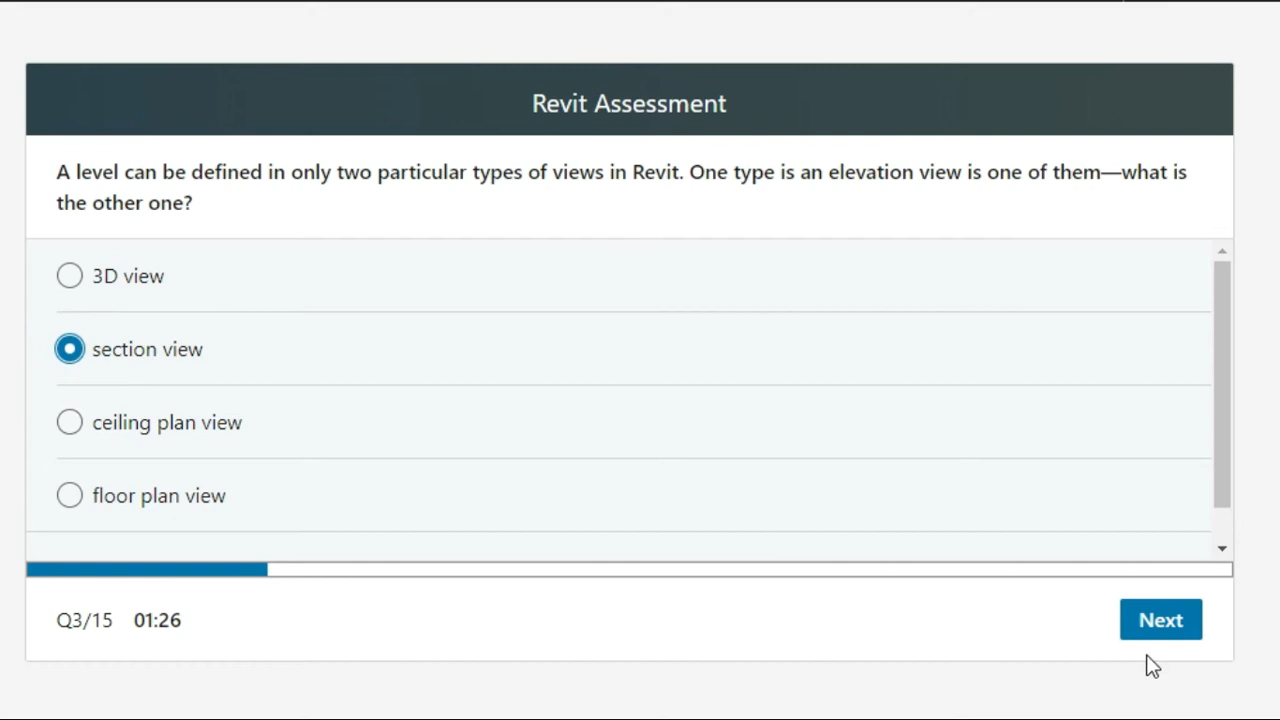 Revit Assessment
A level can be defined in only two particular types of views in Revit. One type is an elevation view is one of them—what is
the other one?
3D view
section view
ceiling plan view
floor plan view
Q3/15 01:26
Next